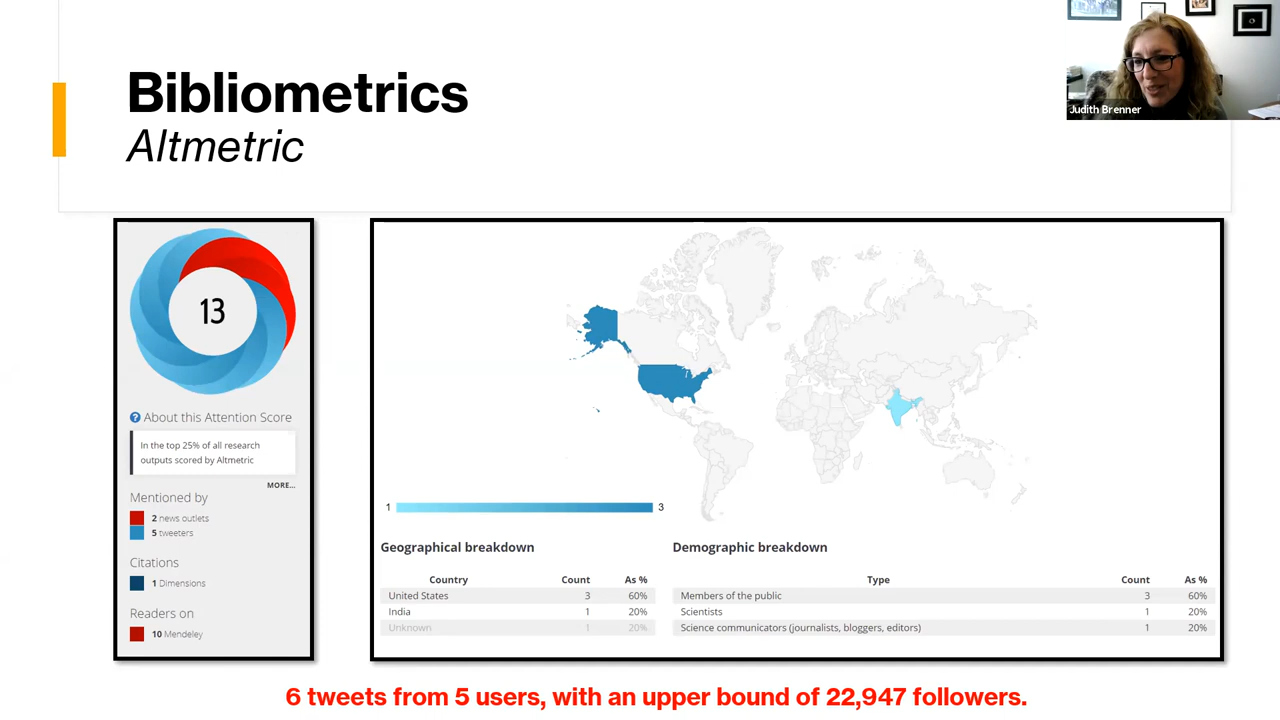 Bibliometrics
Altmetric
Judith Brenner
13
? About this Attention Score
In the top 25% of all research
outputs scored by Altmetric
MORE...
Mentioned by
2 news outlets
5 tweeters
Citations
1 Dimensions
Readers on
10 Mendeley
1 3
Geographical breakdown
Country Count As %
United States 3 60%
India 1 20%
Unknown 1 20%
Demographic breakdown
Type Count As %
Members of the public 3 60%
Scientists 1 20%
Science communicators (journalists, bloggers, editors) 1 20%
6 tweets from 5 users, with an upper bound of 22,947 followers.